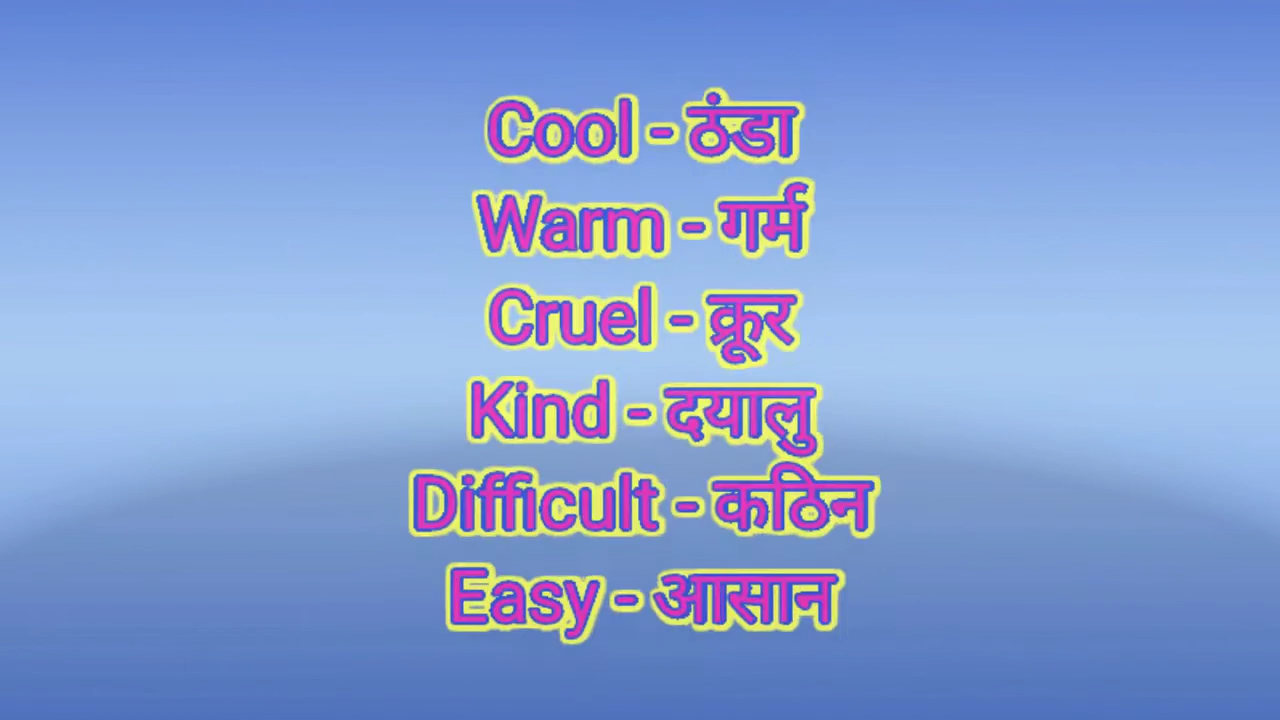 Cool - ठंडा
Warm - गर्म
Cruel - क्रूर
Kind - दयालु
Difficult - कठिन
Easy - आसान